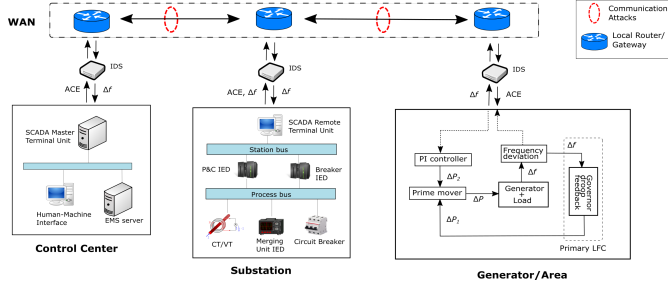 WAN
Communication
Attacks
Local Router/
Gateway
IDS
IDS
IDS
ACE
Δf
ACE, Δf
Δf
Δf
ACE
SCADA Master
Terminal Unit
Human-Machine
Interface
EMS server
Control Center
SCADA Remote
Terminal Unit
Station bus
P&C IED
Breaker
IED
Process bus
CT/VT
Merging
Unit IED
Circuit Breaker
Substation
PI controller
Frequency
deviation
Δf
ΔP2
Δf
Prime mover
ΔP
Generator
+
Load
Governor
droop
feedback
ΔP1
Primary LFC
Generator/Area